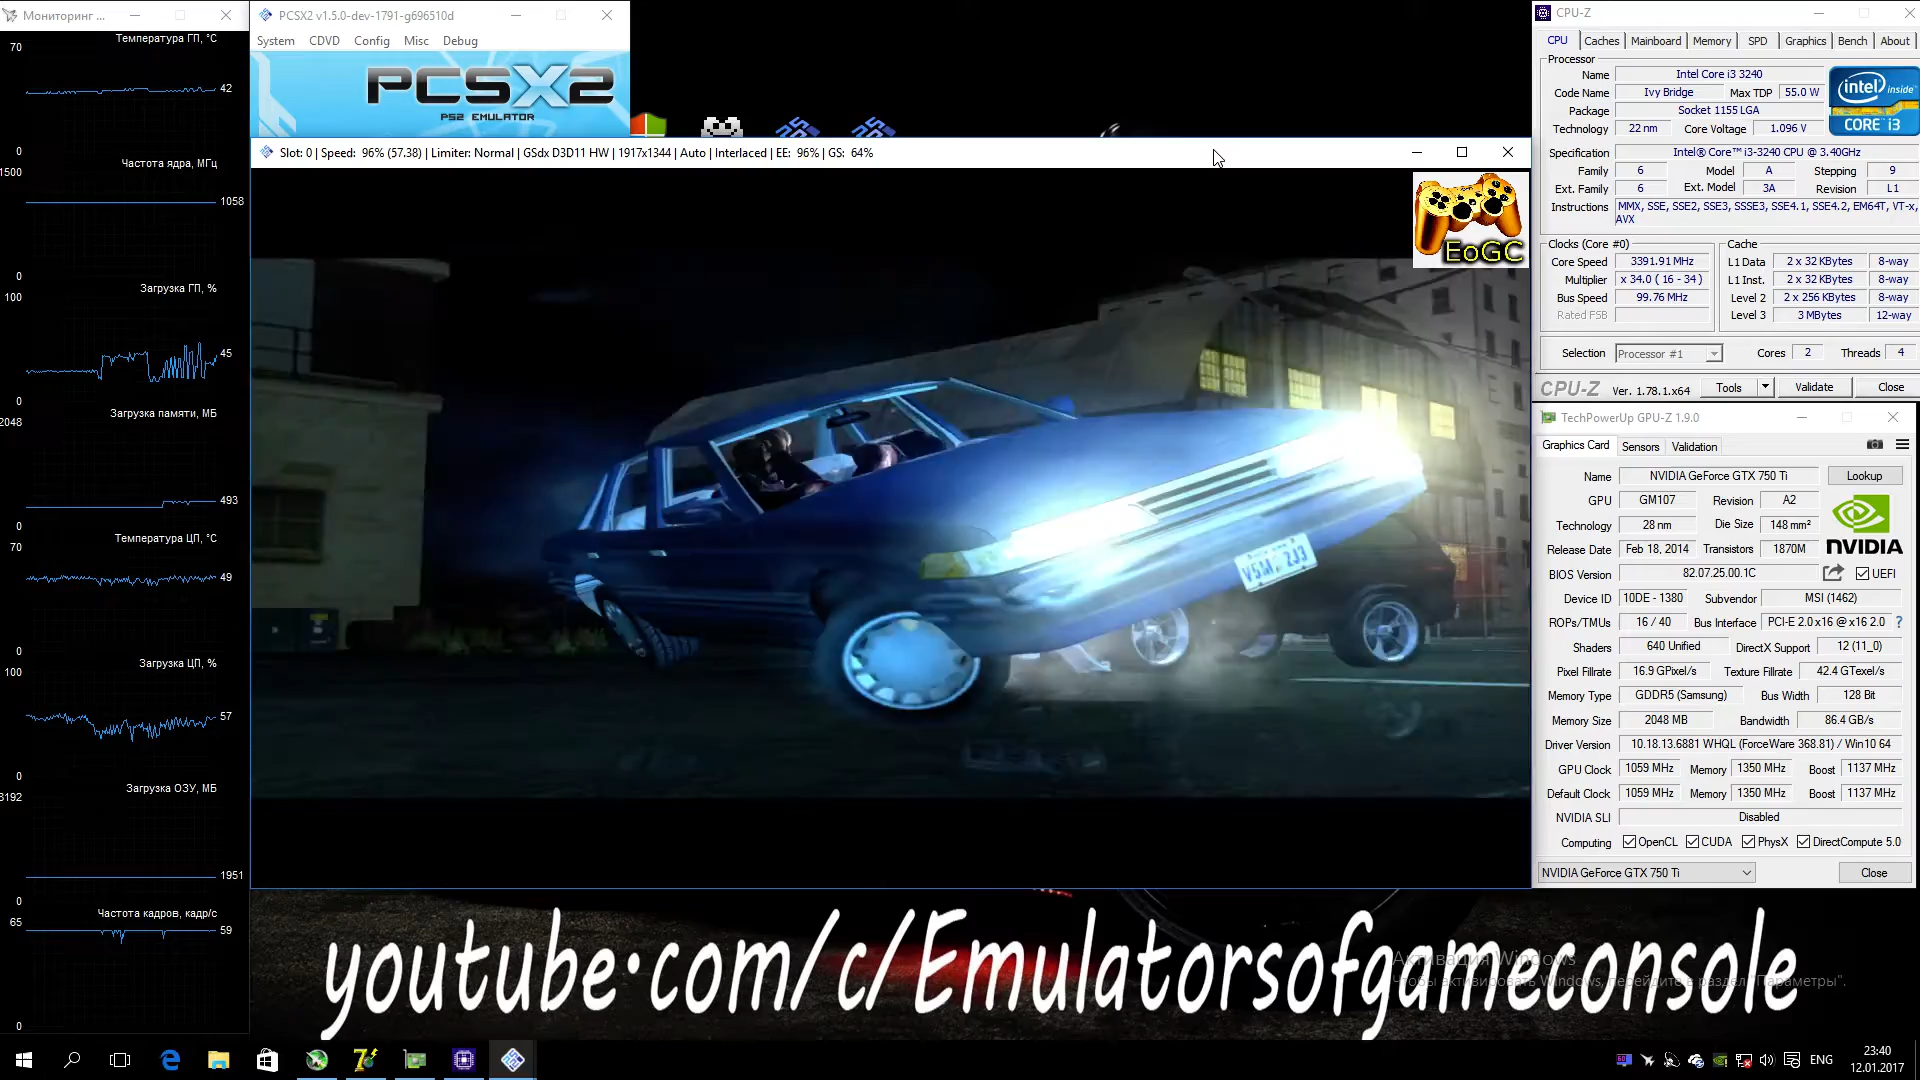 Мониторинг ...
Температура ГП, °C
70
42
0
Частота ядра, МГц
1500
1058
0
Загрузка ГП, %
100
45
0
Загрузка памяти, МБ
2048
493
0
Температура ЦП, °C
70
49
0
Загрузка ЦП, %
100
57
0
Загрузка ОЗУ, МБ
8192
1951
0
Частота кадров, кадр/с
65
59
0
PCSX2 v1.5.0-dev-1791-g696510d
System CDVD Config Misc Debug
PCSX2
PS2 EMULATOR
Slot: 0 | Speed: 96% (57.38) | Limiter: Normal | GSdx D3D11 HW | 1917x1344 | Auto | Interlaced | EE: 96% | GS: 64%
EoGC
V5M 2J3
CPU-Z
CPU Caches Mainboard Memory SPD Graphics Bench About
Processor
Name Intel Core i3 3240
Code Name Ivy Bridge Max TDP 55.0 W
Package Socket 1155 LGA
Technology 22 nm Core Voltage 1.096 V
intel inside™
CORE i3
Specification Intel® Core™ i3-3240 CPU @ 3.40GHz
Family 6 Model A Stepping 9
Ext. Family 6 Ext. Model 3A Revision L1
Instructions MMX, SSE, SSE2, SSE3, SSSE3, SSE4.1, SSE4.2, EM64T, VT-x,
AVX
Clocks (Core #0) Cache
Core Speed 3391.91 MHz L1 Data 2 x 32 KBytes 8-way
Multiplier x 34.0 ( 16 - 34 ) L1 Inst. 2 x 32 KBytes 8-way
Bus Speed 99.76 MHz Level 2 2 x 256 KBytes 8-way
Rated FSB Level 3 3 MBytes 12-way
Selection Processor #1 Cores 2 Threads 4
CPU-Z Ver. 1.78.1.x64 Tools Validate Close
TechPowerUp GPU-Z 1.9.0
Graphics Card Sensors Validation
Name NVIDIA GeForce GTX 750 Ti Lookup
GPU GM107 Revision A2
Technology 28 nm Die Size 148 mm²
Release Date Feb 18, 2014 Transistors 1870M
NVIDIA
BIOS Version 82.07.25.00.1C UEFI
Device ID 10DE - 1380 Subvendor MSI (1462)
ROPs/TMUs 16 / 40 Bus Interface PCI-E 2.0 x16 @ x16 2.0 ?
Shaders 640 Unified DirectX Support 12 (11_0)
Pixel Fillrate 16.9 GPixel/s Texture Fillrate 42.4 GTexel/s
Memory Type GDDR5 (Samsung) Bus Width 128 Bit
Memory Size 2048 MB Bandwidth 86.4 GB/s
Driver Version 10.18.13.6881 WHQL (ForceWare 368.81) / Win10 64
GPU Clock 1059 MHz Memory 1350 MHz Boost 1137 MHz
Default Clock 1059 MHz Memory 1350 MHz Boost 1137 MHz
NVIDIA SLI Disabled
Computing OpenCL CUDA PhysX DirectCompute 5.0
NVIDIA GeForce GTX 750 Ti Close
youtube.com/c/Emulatorsofgameconsole
Активация Windows
Чтобы активировать Windows, перейдите в раздел "Параметры".
ENG
23:40
12.01.2017